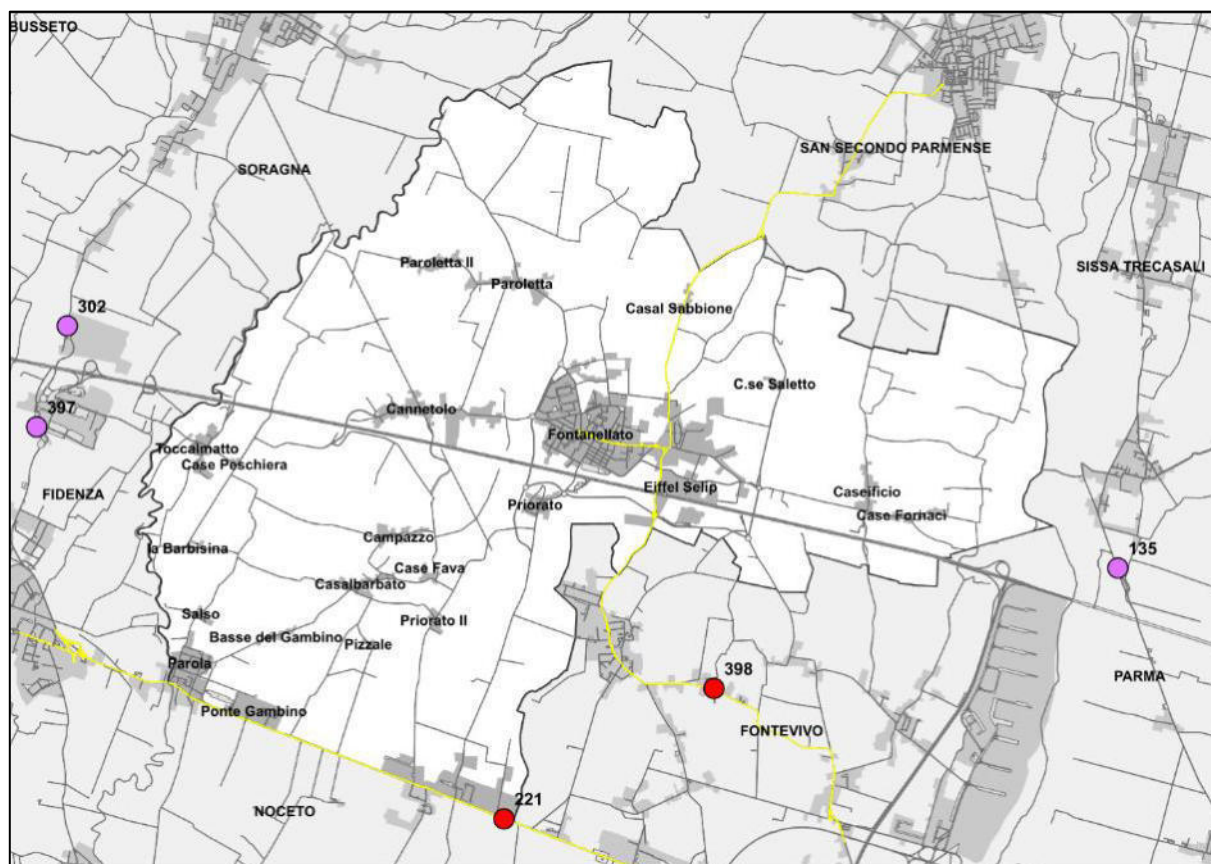 BUSSETO
SAN SECONDO PARMENSE
SORAGNA
Paroletta II
SISSA TRECASALI
Paroletta
302
Casal Sabbione
C.se Saletto
397
Cannetolo
Fontanellato
Toccalmatto
Case Peschiera
Eiffel Selip
FIDENZA
Caseificio
Priorato
Case Fornaci
Campazzo
la Barbisina
135
Case Fava
Casalbarbato
Salso
Priorato II
Basse del Gambino
Pizzale
Parola
398
PARMA
Ponte Gambino
FONTEVIVO
221
NOCETO